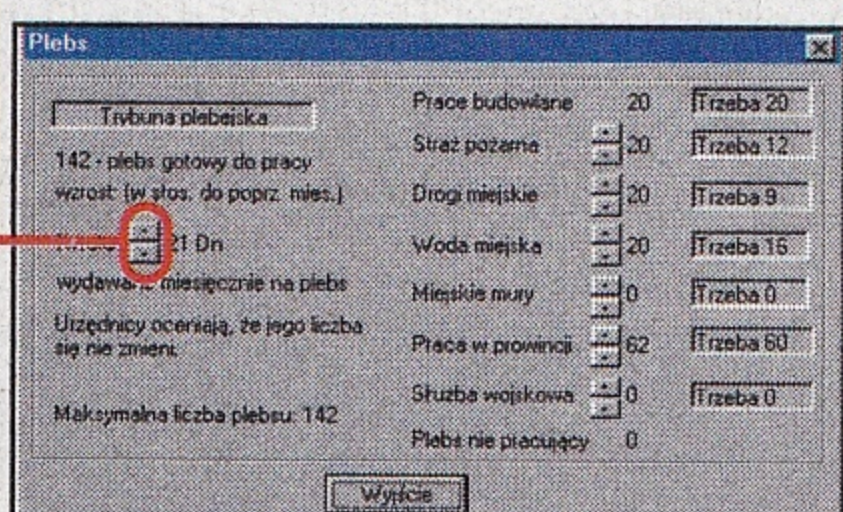 Plebs
Trybuna plebejska
142 - plebs gotowy do pracy
wzrost: (w stos. do poprz. mies.)
21 Dn
wydawane miesięcznie na plebs
Urzędnicy oceniają, że jego liczba
się nie zmieni.
Maksymalna liczba plebsu: 142
Prace budowlane 20 Trzeba 20
Straż pożarna 20 Trzeba 12
Drogi miejskie 20 Trzeba 9
Woda miejska 20 Trzeba 16
Miejskie mury 0 Trzeba 0
Praca w prowincji 62 Trzeba 60
Służba wojskowa 0 Trzeba 0
Plebs nie pracujący 0
Wyjście